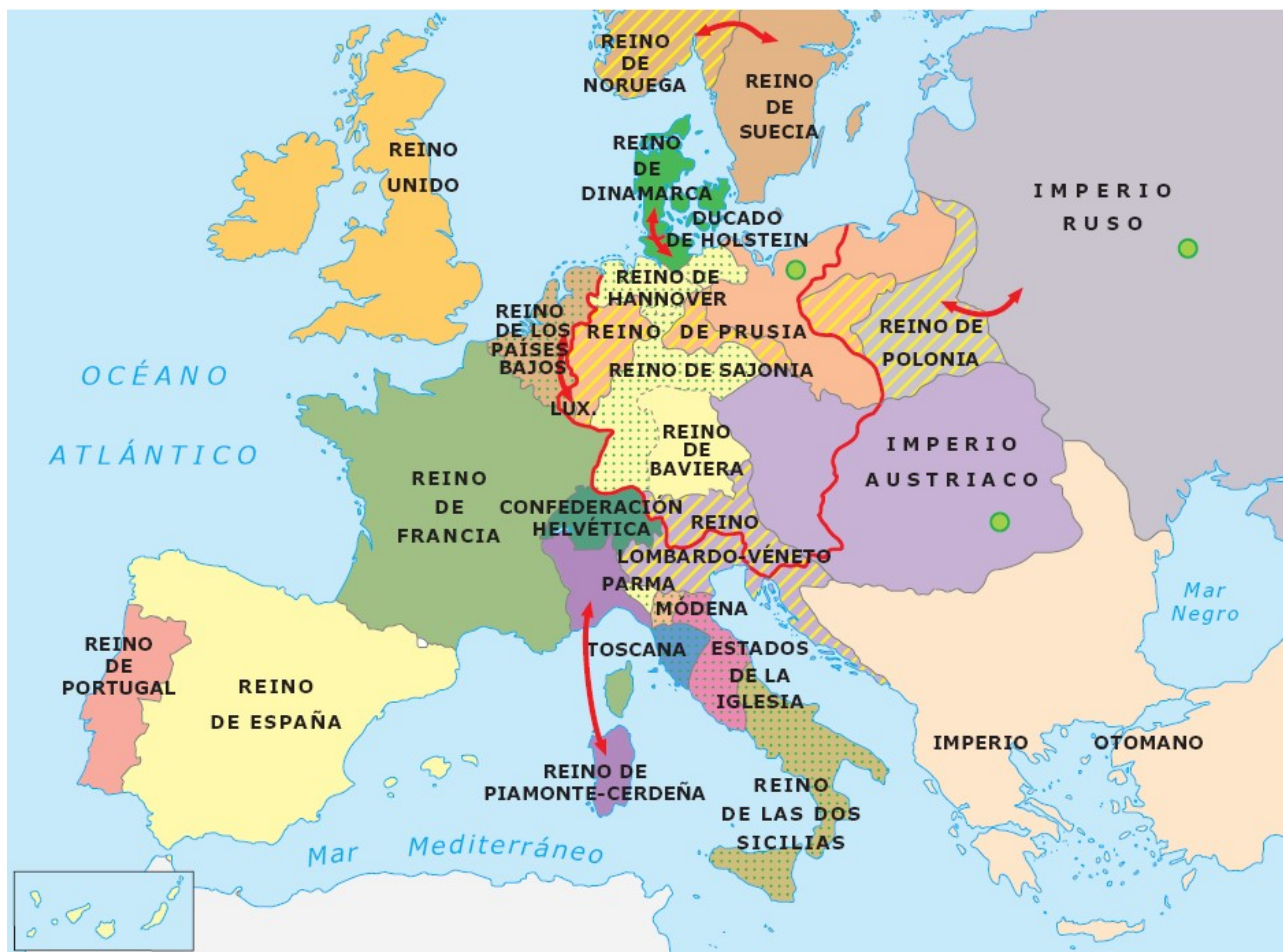 REINO
DE
NORUEGA
REINO
DE
SUECIA
REINO
UNIDO
REINO
DE
DINAMARCA
DUCADO
DE HOLSTEIN
IMPERIO
RUSO
REINO DE
HANNOVER
REINO
DE LOS
PAÍSES
BAJOS
REINO DE PRUSIA
REINO DE
POLONIA
REINO DE SAJONIA
LUX.
OCÉANO
ATLÁNTICO
REINO
DE
BAVIERA
IMPERIO
AUSTRIACO
REINO
DE
FRANCIA
CONFEDERACIÓN
HELVÉTICA
REINO
LOMBARDO-VÉNETO
PARMA
MÓDENA
Mar
Negro
TOSCANA
ESTADOS
DE LA
IGLESIA
REINO
DE
PORTUGAL
REINO
DE ESPAÑA
IMPERIO OTOMANO
REINO DE
PIAMONTE-CERDEÑA
REINO
DE LAS DOS
SICILIAS
Mar Mediterráneo